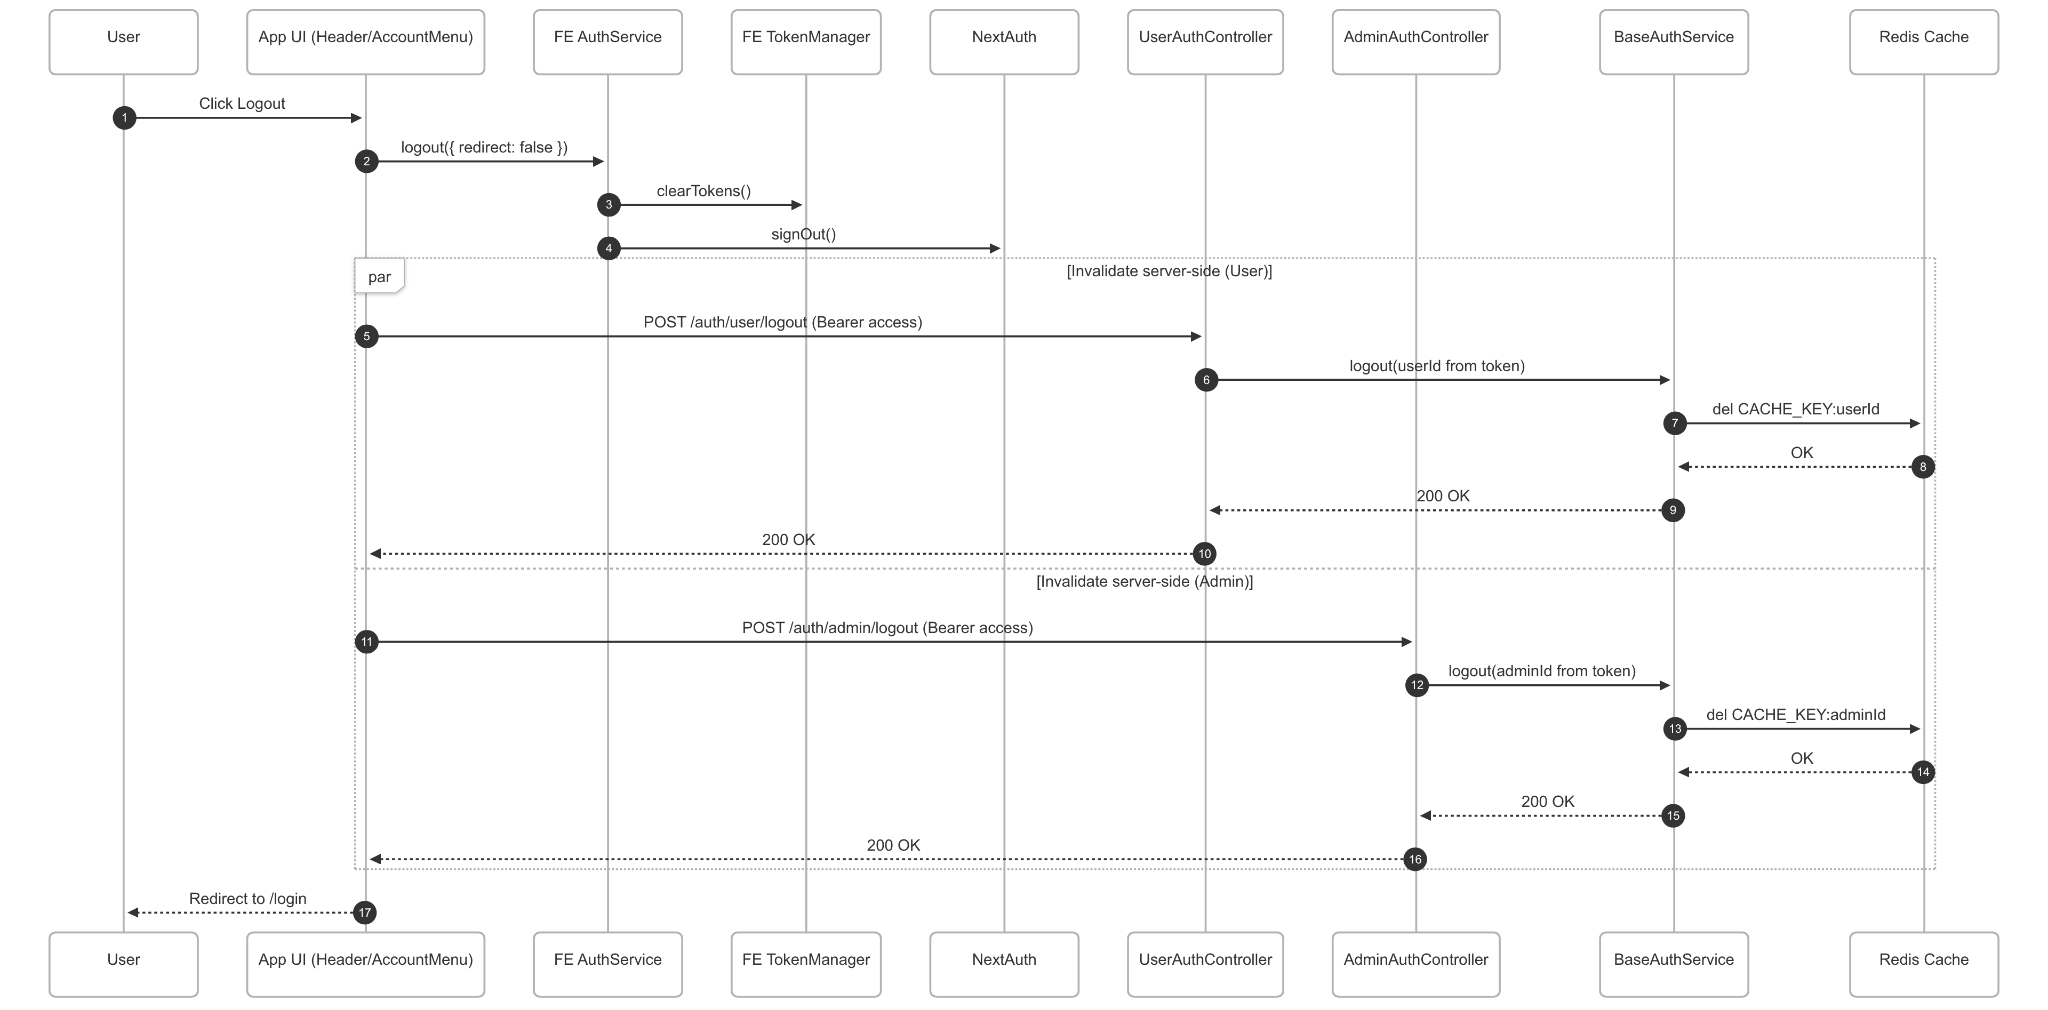 User
App UI (Header/AccountMenu)
FE AuthService
FE TokenManager
NextAuth
UserAuthController
AdminAuthController
BaseAuthService
Redis Cache
Click Logout
1
logout({ redirect: false })
2
clearTokens()
3
signOut()
4
par
[Invalidate server-side (User)]
POST /auth/user/logout (Bearer access)
5
logout(userId from token)
6
del CACHE_KEY:userId
7
OK
8
200 OK
9
200 OK
10
[Invalidate server-side (Admin)]
POST /auth/admin/logout (Bearer access)
11
logout(adminId from token)
12
del CACHE_KEY:adminId
13
OK
14
200 OK
15
200 OK
16
Redirect to /login
17
User
App UI (Header/AccountMenu)
FE AuthService
FE TokenManager
NextAuth
UserAuthController
AdminAuthController
BaseAuthService
Redis Cache